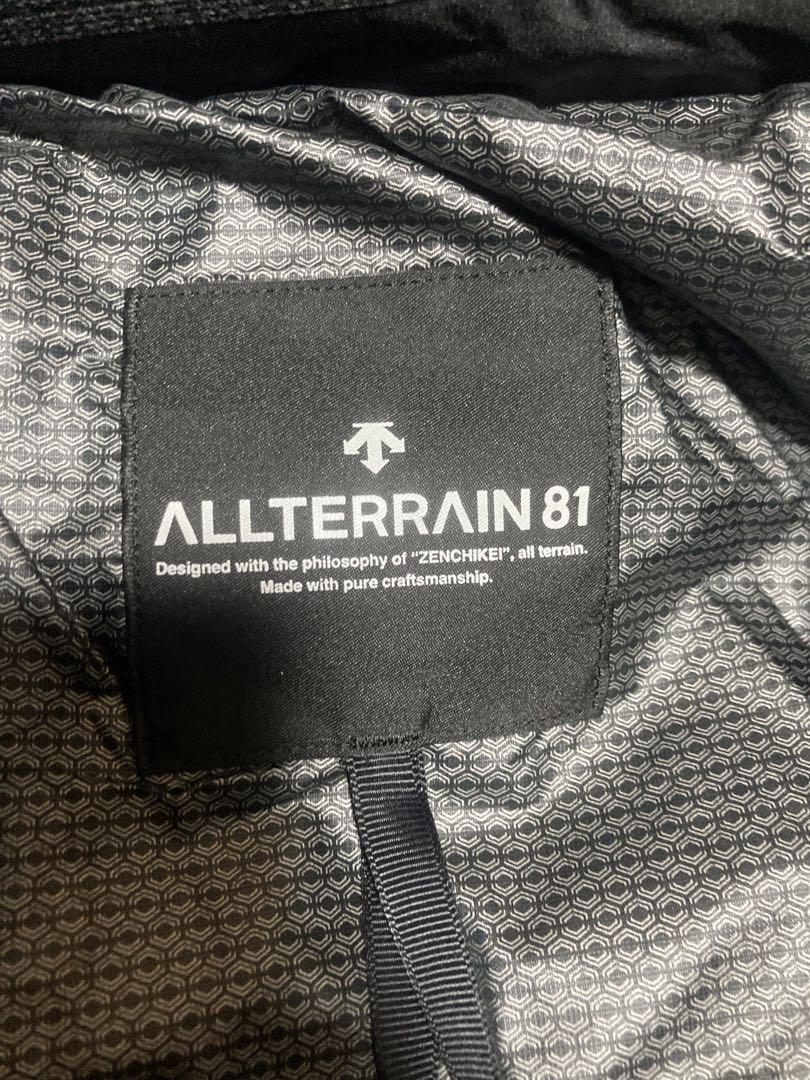 ALLTERRAIN 81
Designed with the philosophy of "ZENCHIKEI", all terrain.
Made with pure craftsmanship.